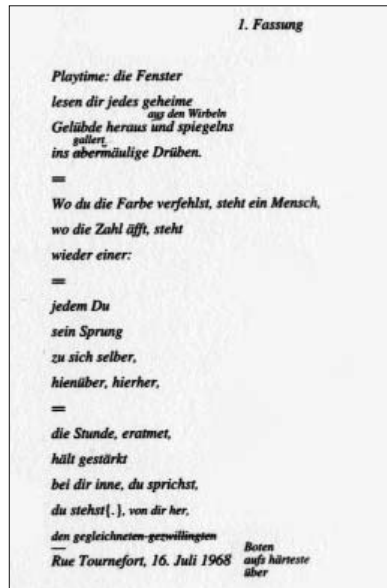 1. Fassung
Playtime: die Fenster
lesen dir jedes geheime
aus den Wirbeln
Gelübde heraus und spiegelns
gallert
ins abermäulige Drüben.
=
Wo du die Farbe verfehlst, steht ein Mensch,
wo die Zahl äfft, steht
wieder einer:
=
jedem Du
sein Sprung
zu sich selber,
hienüber, hierher,
=
die Stunde, eratmet,
hält gestärkt
bei dir inne, du sprichst,
du stehst[.], von dir her,
den gegleichneten gezwillingten
Boten
Rue Tournefort, 16. Juli 1968 aufs härteste
über